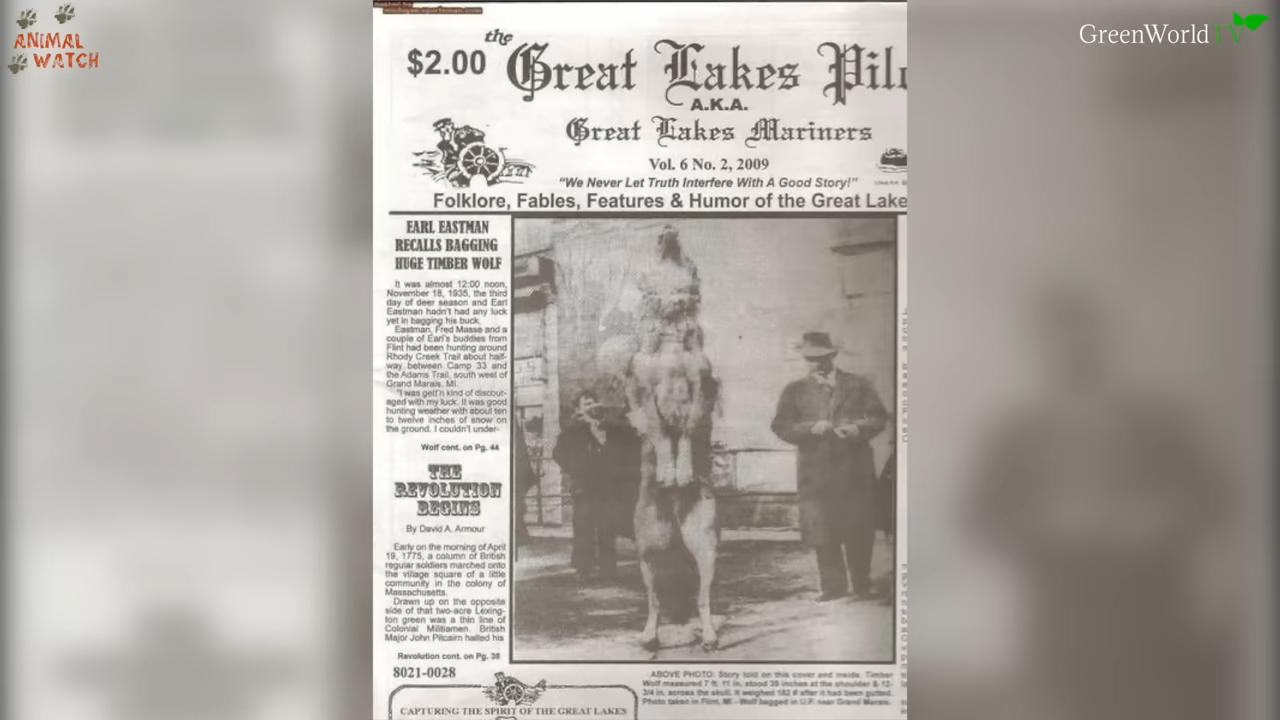 ANIMAL
WATCH
GreenWorld TV
$2.00
the
Great Lakes
A.K.A.
Great Lakes Mariners
Vol. 6 No. 2, 2009
"We Never Let Truth Interfere With A Good Story!"
Folklore, Fables, Features & Humor of the Great Lake
EARL EASTMAN
RECALLS BAGGING
HUGE TIMBER WOLF
It was almost 12:00 noon,
November 18, 1935, the third
day of deer season and Earl
Eastman hadn't had any luck
yet in bagging his buck.
Eastman, Fred Masse and a
couple of Earl's buddies from
Flint had been hunting around
Rhody Creek Trail about half-
way between Camp 33 and
the Adams Trail, south west of
Grand Marais, MI.
"I was gett'n kind of discour-
aged with my luck. It was good
hunting weather with about ten
to twelve inches of snow on
the ground. I couldn't under-
Wolf cont. on Pg. 44
THE
REVOLUTION
BEGINS
By David A. Armour
Early on the morning of April
19, 1775, a column of British
regular soldiers marched onto
the village square of a little
community in the colony of
Massachusetts.
Drawn up on the opposite
side of that two-acre Lexing-
ton green was a thin line of
Colonial Militiamen. British
Major John Pitcairn halted his
Revolution cont. on Pg. 38
8021-0028
CAPTURING THE SPIRIT OF THE GREAT LAKES
ABOVE PHOTO: Story told on this cover and inside. Timber
Wolf measured 7 ft. 11 in. stood 39 inches at the shoulder & 12-
3/4 in. across the skull. It weighed 182 # after it had been gutted.
Photo taken in Flint, MI - Wolf bagged in U.P. near Grand Marais.